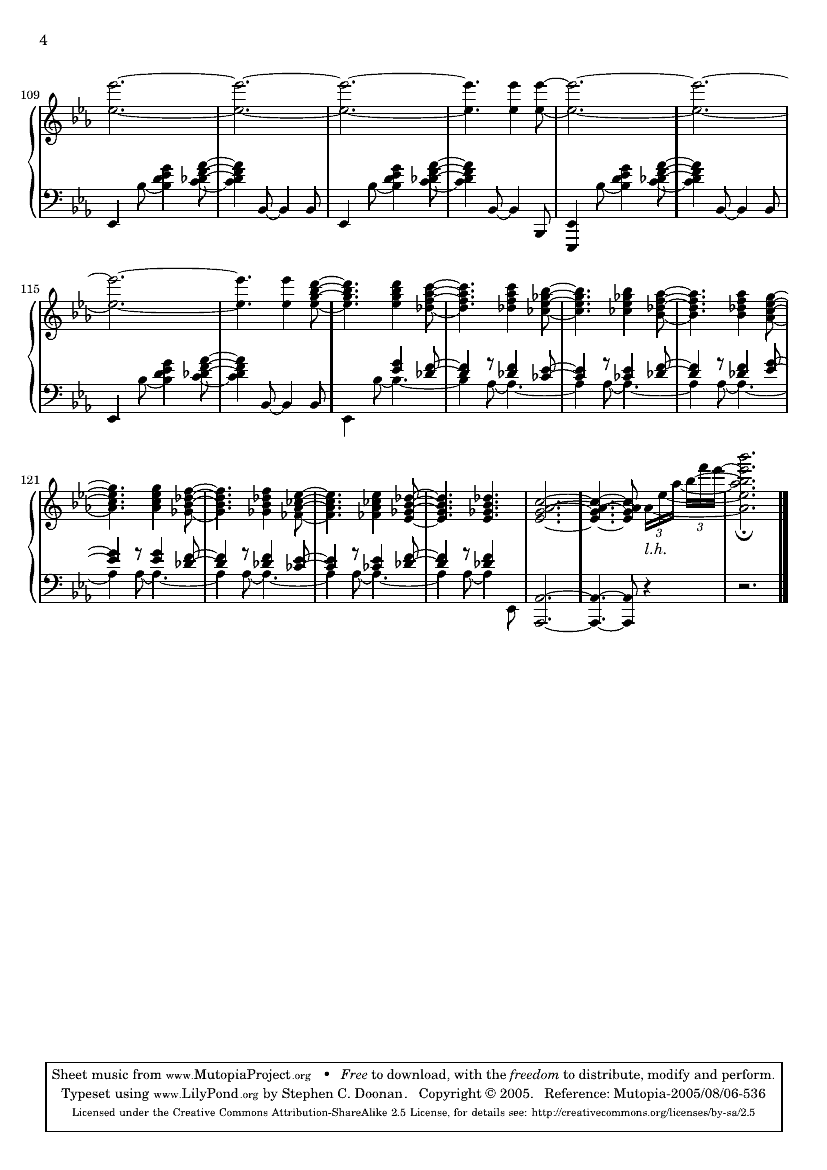 4
109
115
121
3
3
l.h.
Sheet music from www.MutopiaProject.org • Free to download, with the freedom to distribute, modify and perform.
Typeset using www.LilyPond.org by Stephen C. Doonan. Copyright © 2005. Reference: Mutopia-2005/08/06-536
Licensed under the Creative Commons Attribution-ShareAlike 2.5 License, for details see: http://creativecommons.org/licenses/by-sa/2.5